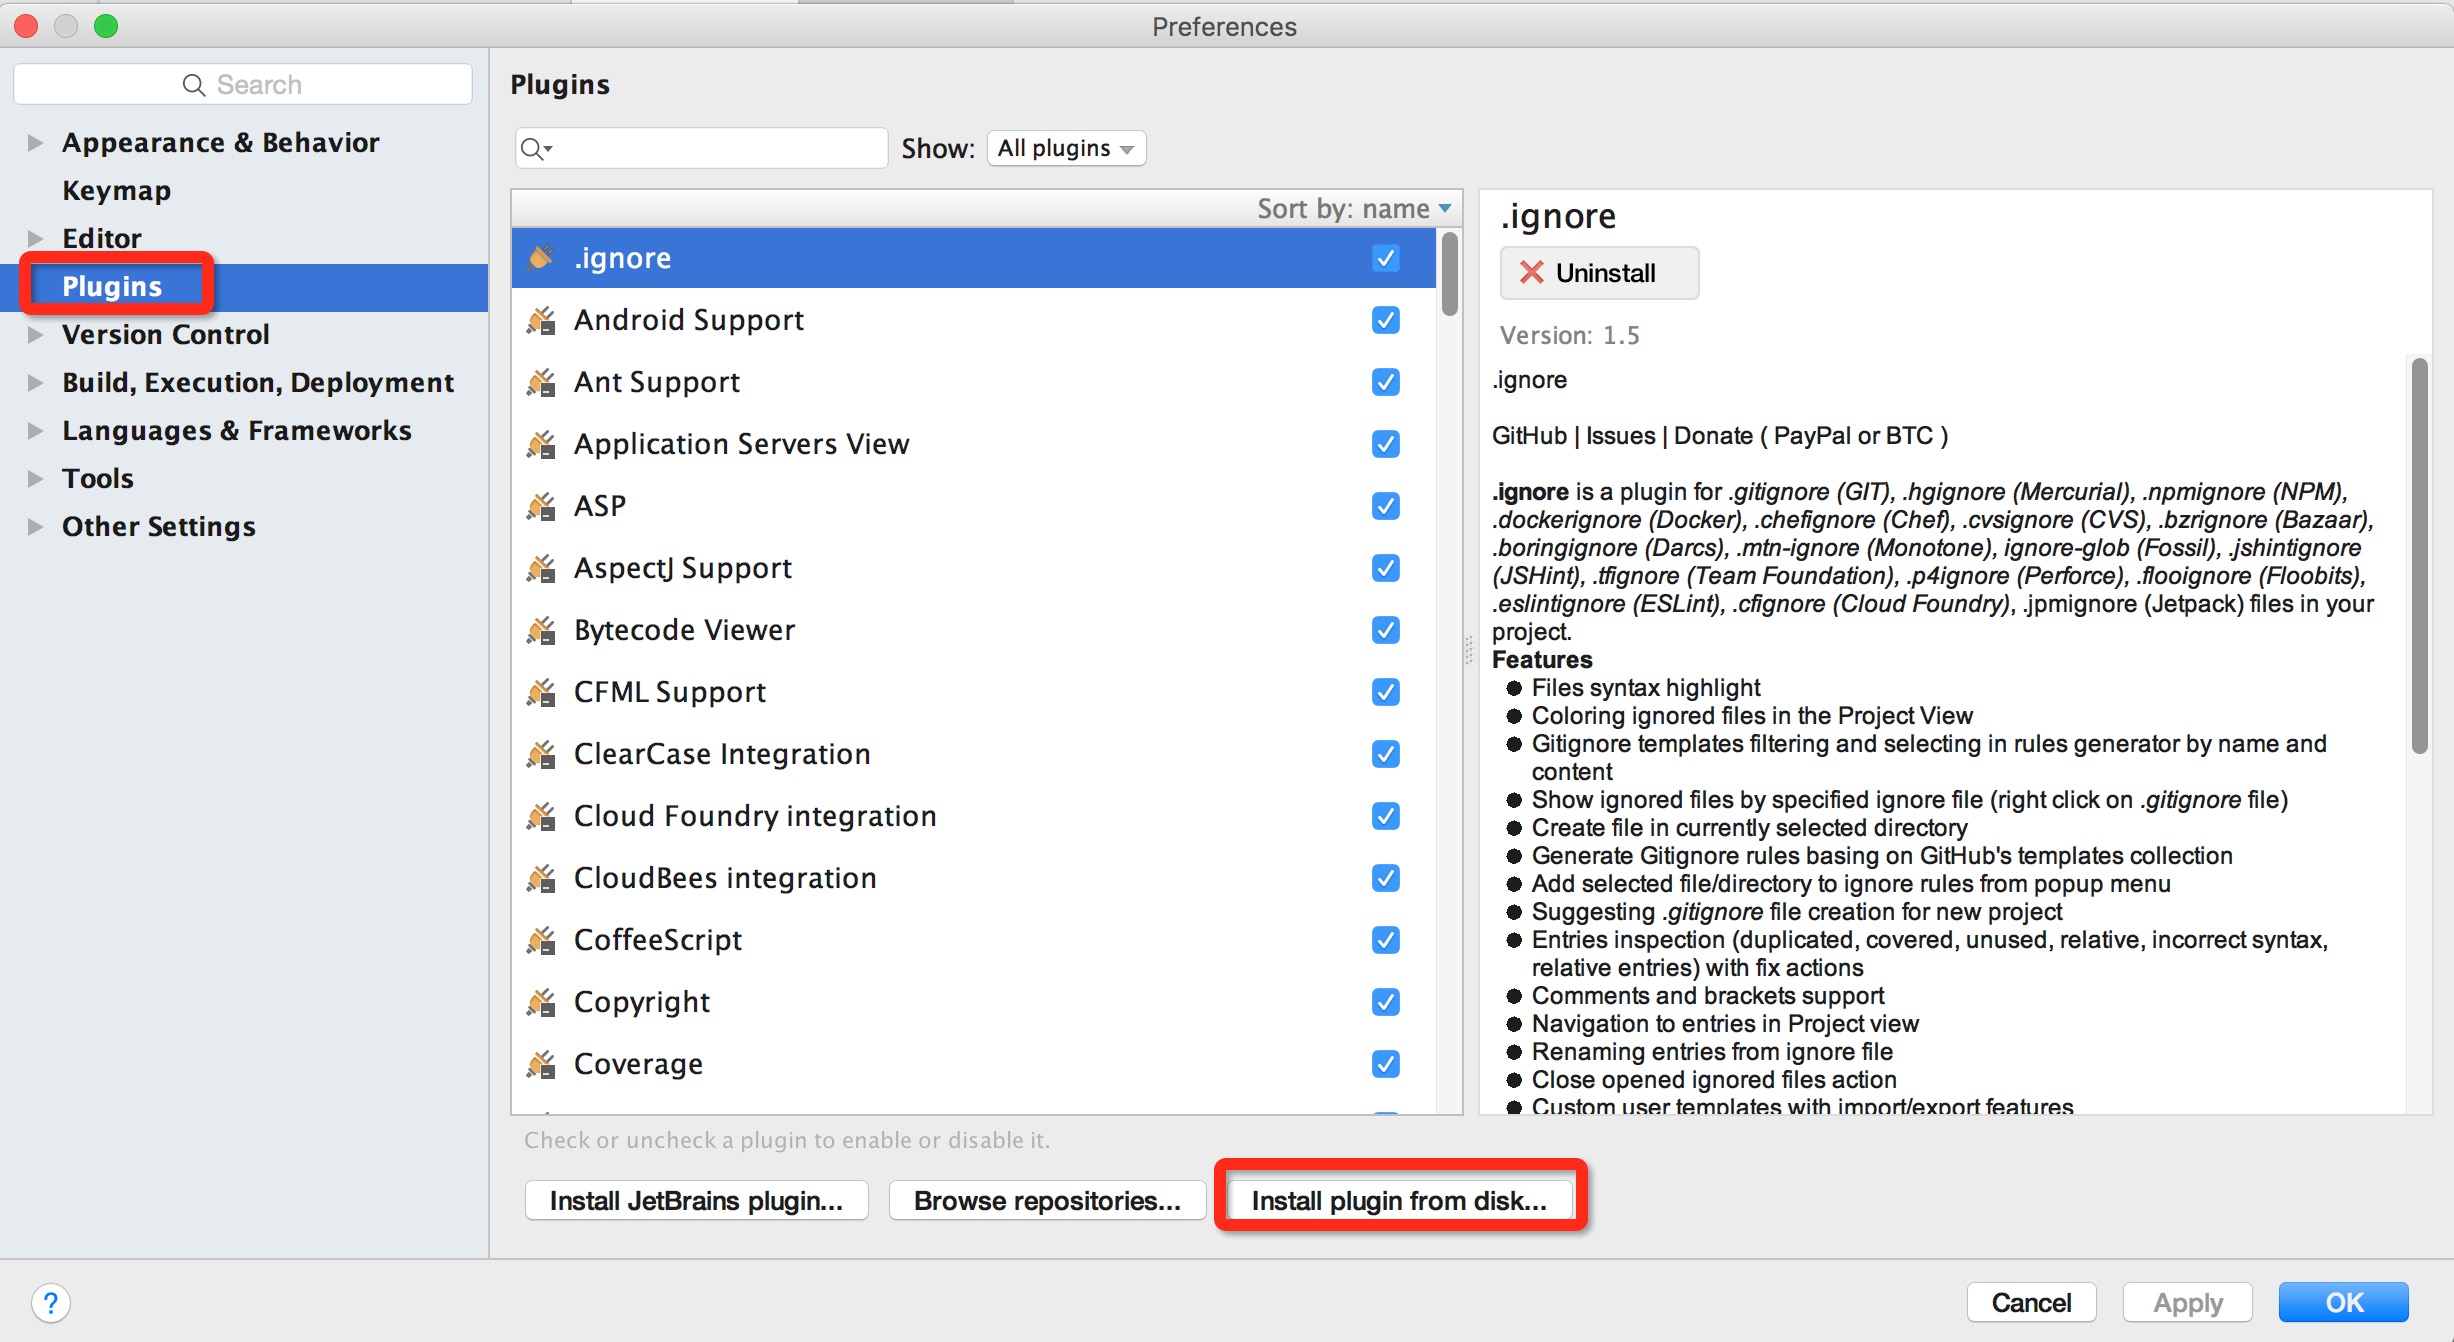 Preferences
Search
Appearance & Behavior
Keymap
Editor
Plugins
Version Control
Build, Execution, Deployment
Languages & Frameworks
Tools
Other Settings
Plugins
Show: All plugins
Sort by: name
.ignore
Android Support
Ant Support
Application Servers View
ASP
AspectJ Support
Bytecode Viewer
CFML Support
ClearCase Integration
Cloud Foundry integration
CloudBees integration
CoffeeScript
Copyright
Coverage
.ignore
Uninstall
Version: 1.5
.ignore
GitHub | Issues | Donate ( PayPal or BTC )
.ignore is a plugin for .gitignore (GIT), .hgignore (Mercurial), .npmignore (NPM),
.dockerignore (Docker), .chefignore (Chef), .cvsignore (CVS), .bzrignore (Bazaar),
.boringignore (Darcs), .mtn-ignore (Monotone), ignore-glob (Fossil), .jshintignore
(JSHint), .tfignore (Team Foundation), .p4ignore (Perforce), .flooignore (Floobits),
.eslintignore (ESLint), .cfignore (Cloud Foundry), .jpmignore (Jetpack) files in your
project.
Features
Files syntax highlight
Coloring ignored files in the Project View
Gitignore templates filtering and selecting in rules generator by name and
content
Show ignored files by specified ignore file (right click on .gitignore file)
Create file in currently selected directory
Generate Gitignore rules basing on GitHub's templates collection
Add selected file/directory to ignore rules from popup menu
Suggesting .gitignore file creation for new project
Entries inspection (duplicated, covered, unused, relative, incorrect syntax,
relative entries) with fix actions
Comments and brackets support
Navigation to entries in Project view
Renaming entries from ignore file
Close opened ignored files action
Custom user templates with import/export features
Check or uncheck a plugin to enable or disable it.
Install JetBrains plugin...
Browse repositories...
Install plugin from disk...
?
Cancel
Apply
OK